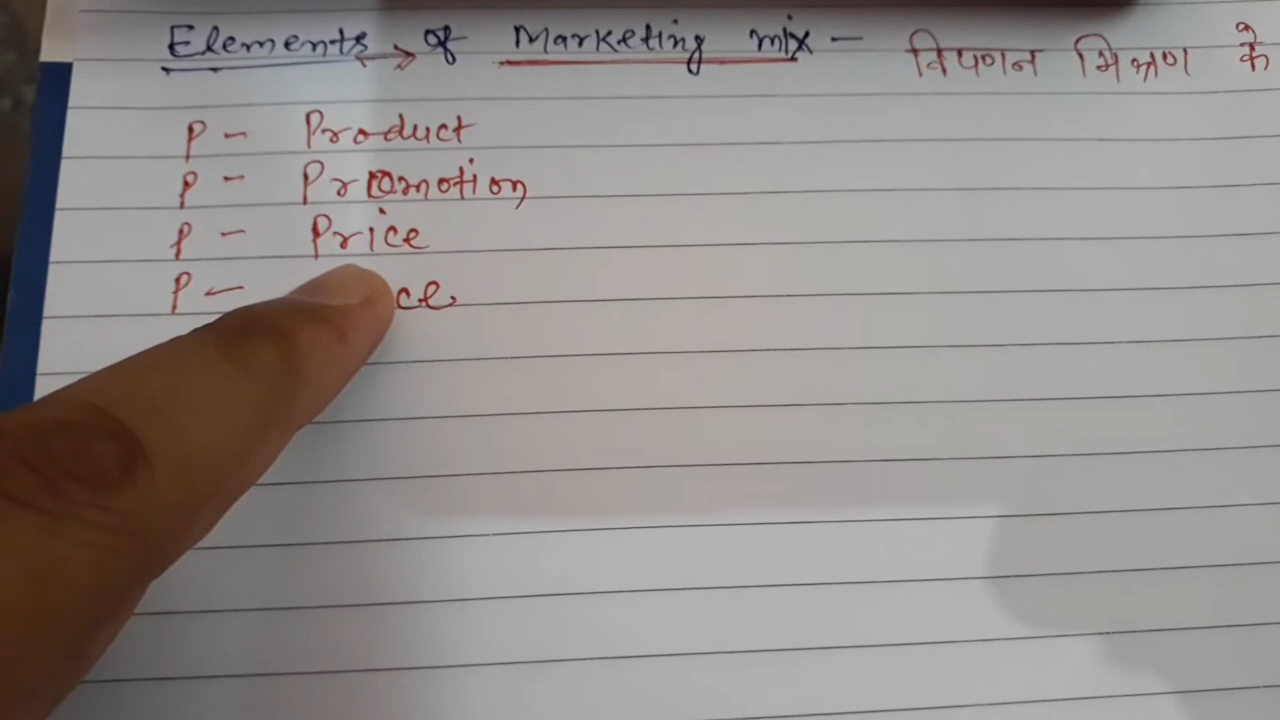 Elements of Marketing mix - विपणन मिश्रण के
P - Product
P - Promotion
P - Price
P -